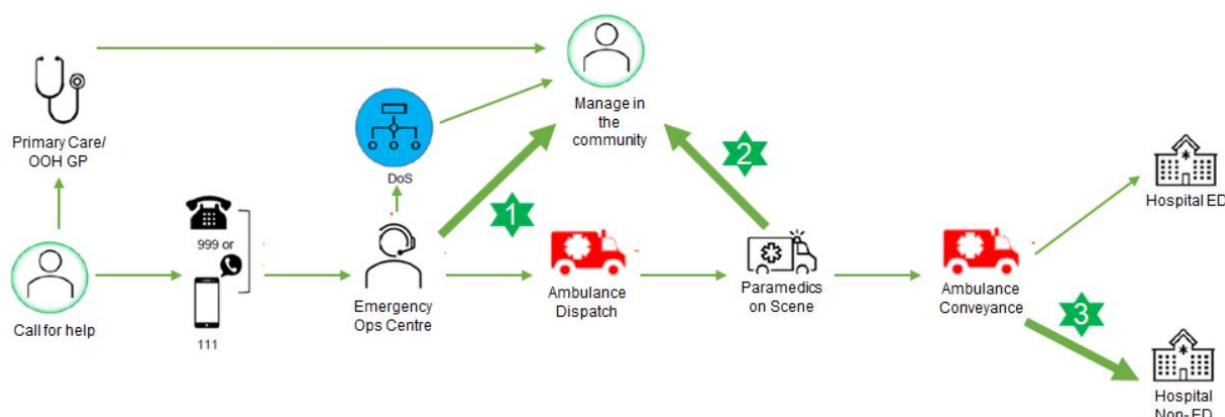 Primary Care/
OOH GP
Call for help
999 or
111
DoS
Emergency
Ops Centre
1
Manage in
the
community
Ambulance
Dispatch
2
Paramedics
on Scene
Ambulance
Conveyance
3
Hospital ED
Hospital
Non- ED